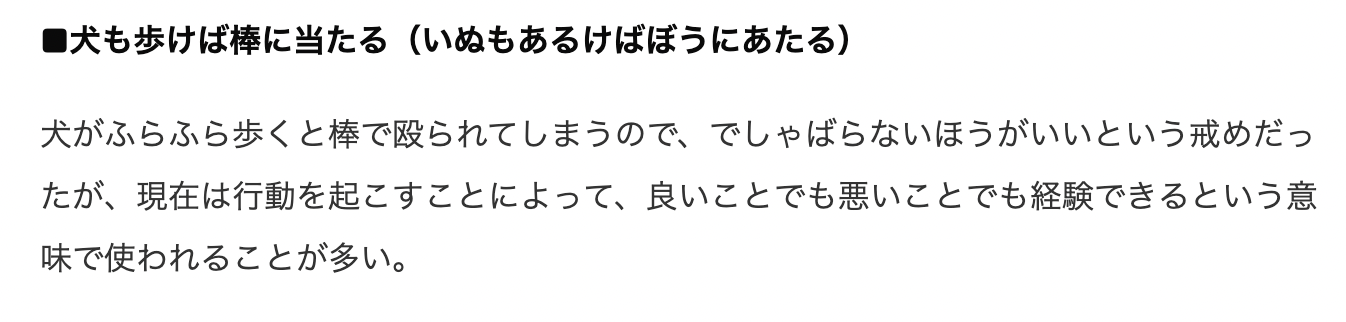 ■犬も歩けば棒に当たる（いぬもあるけばぼうにあたる）
犬がふらふら歩くと棒で殴られてしまうので、でしゃばらないほうがいいという戒めだっ
たが、現在は行動を起こすことによって、良いことでも悪いことでも経験できるという意
味で使われることが多い。